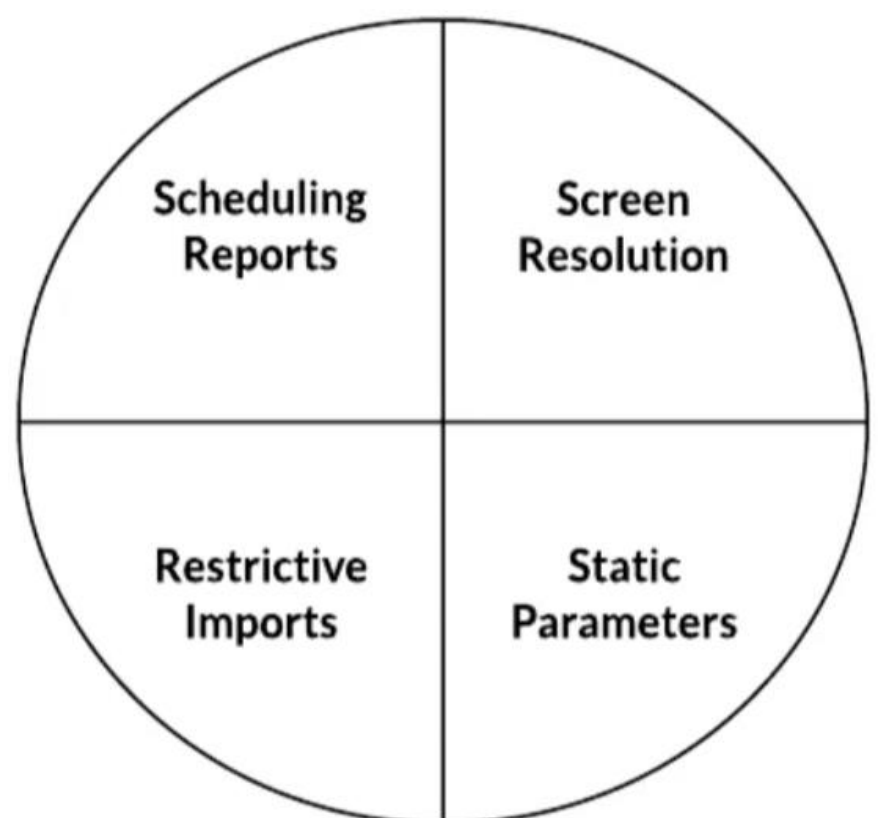 Scheduling
Reports
Screen
Resolution
Restrictive
Imports
Static
Parameters